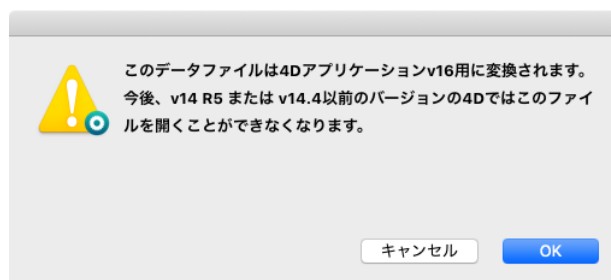 このデータファイルは4Dアプリケーションv16用に変換されます。
今後、v14 R5 または v14.4以前のバージョンの4Dではこのファイ
ルを開くことができなくなります。
キャンセル
OK